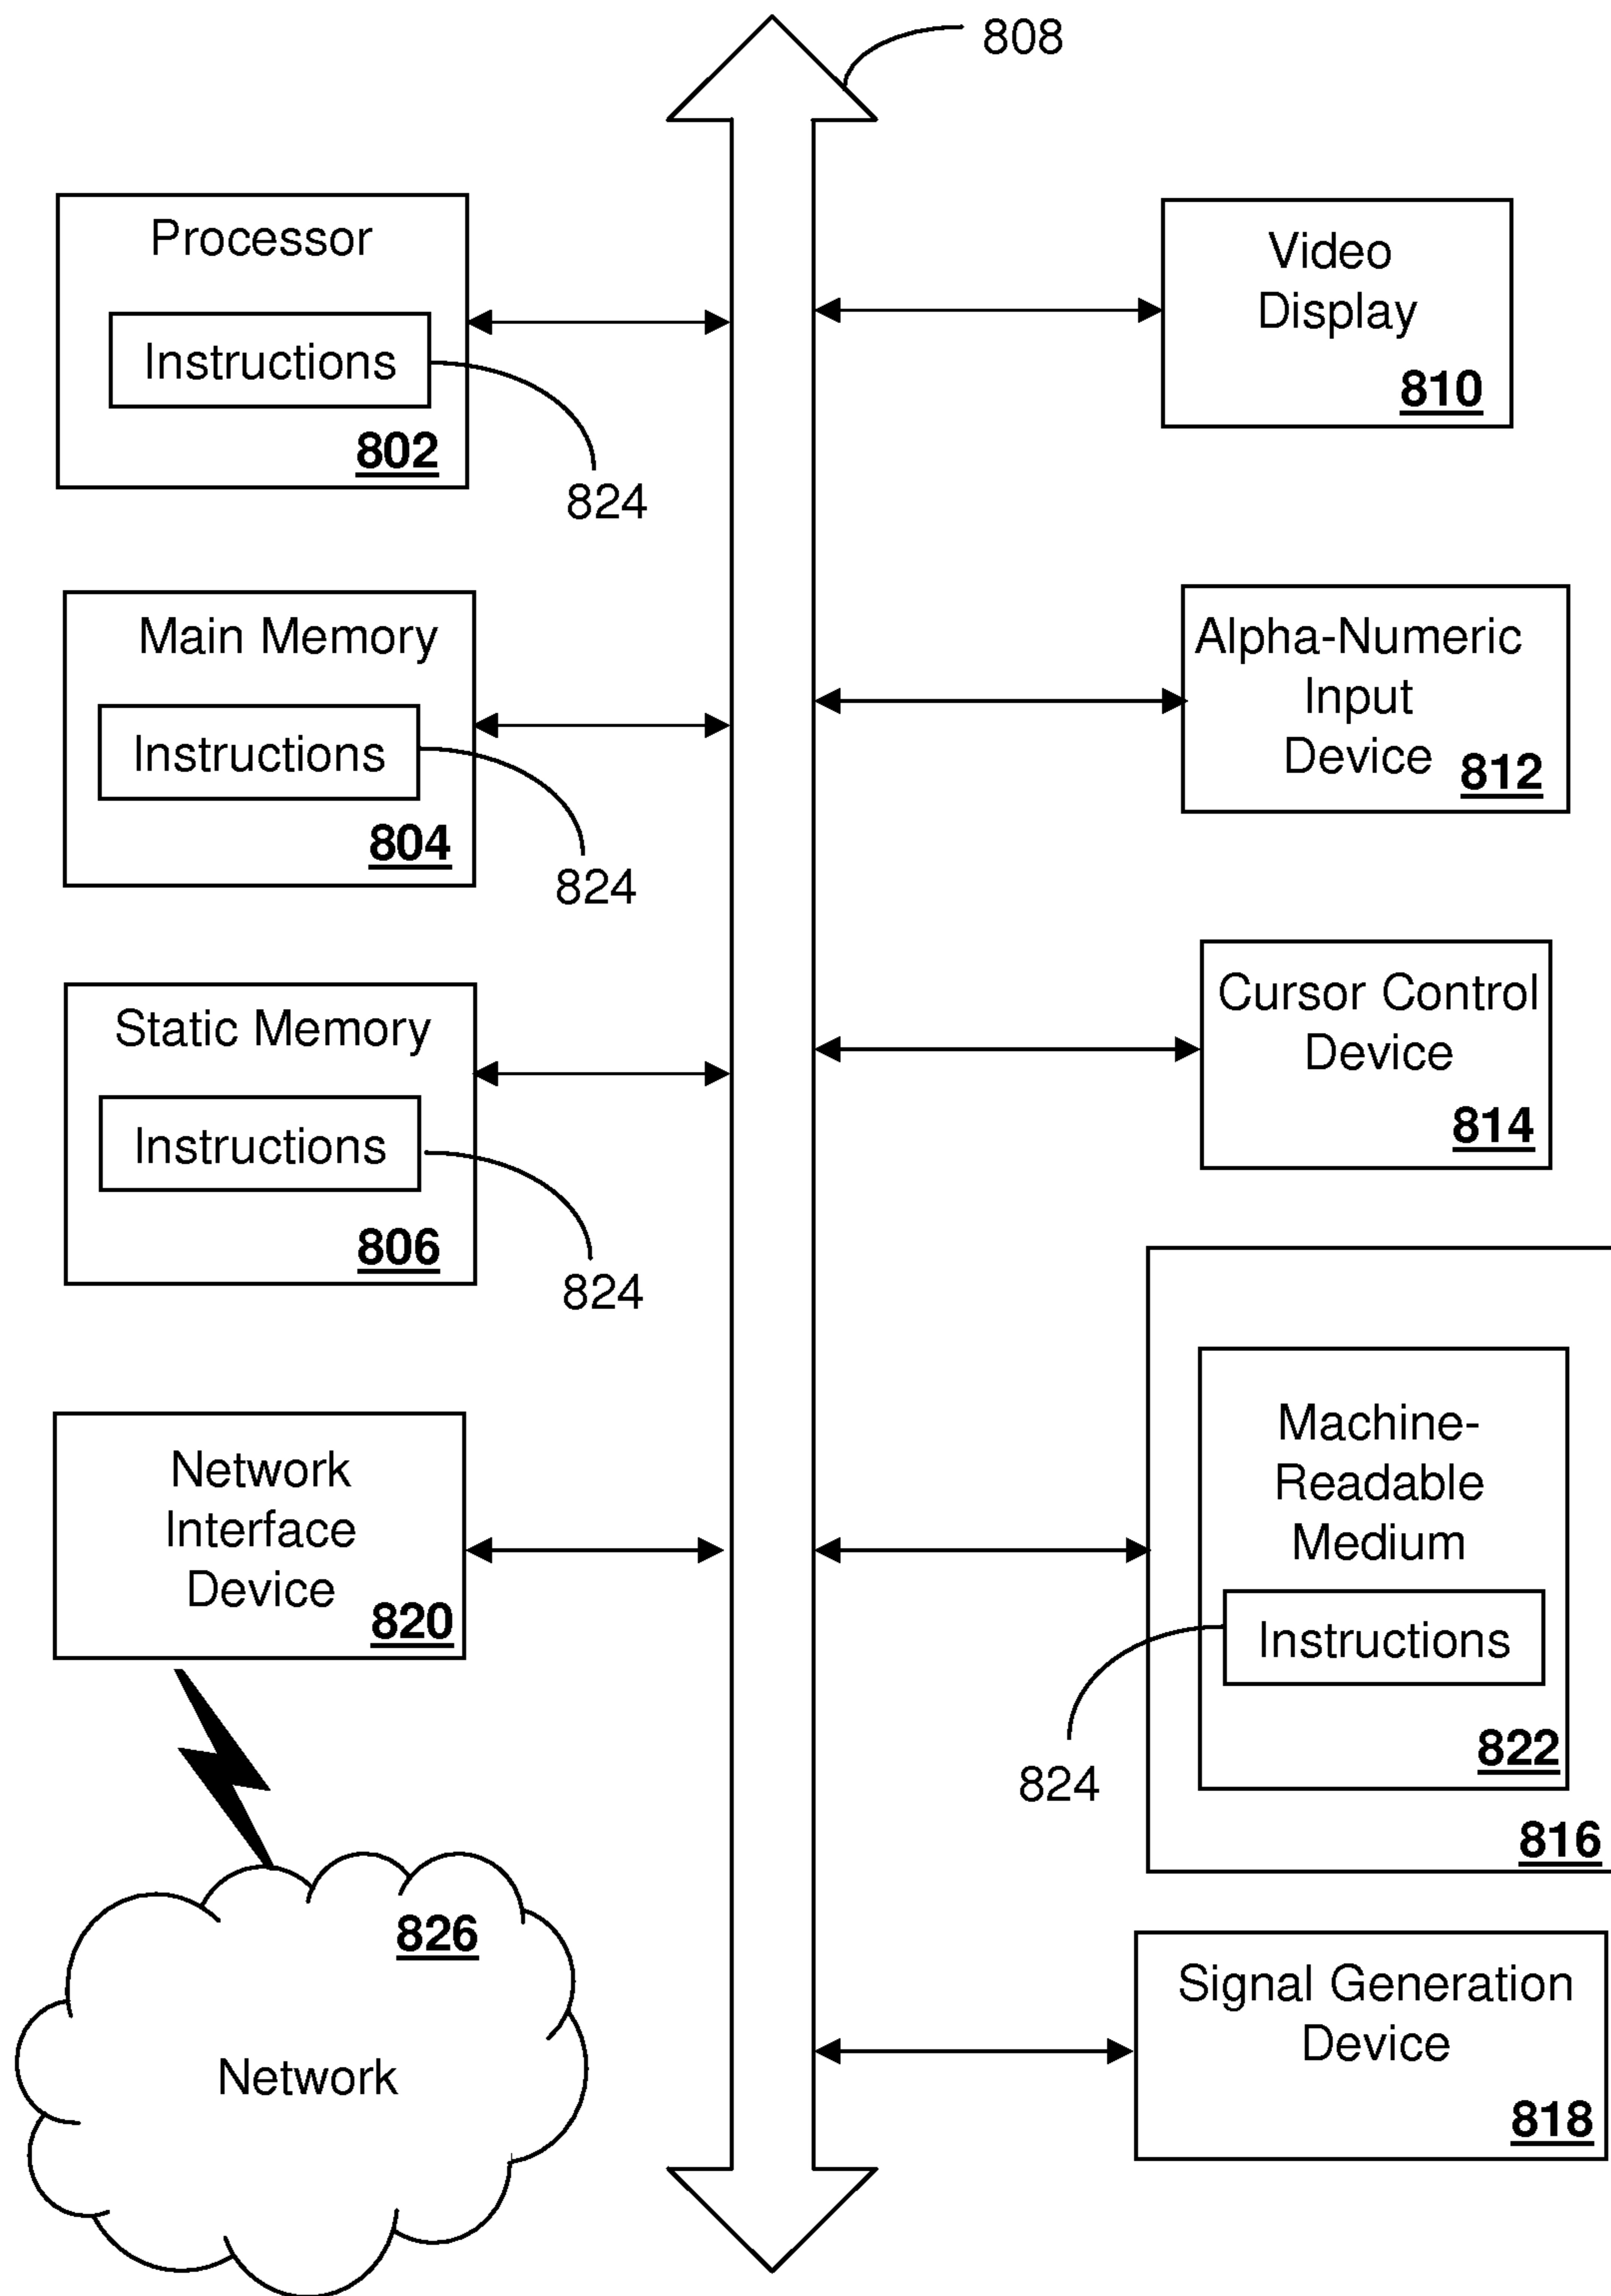 808
Processor
Instructions
802
824
Main Memory
Instructions
804
824
Static Memory
Instructions
806
824
Network
Interface
Device
820
826
Network
Video
Display
810
Alpha-Numeric
Input
Device
812
Cursor Control
Device
814
Machine-
Readable
Medium
Instructions
822
824
816
Signal Generation
Device
818